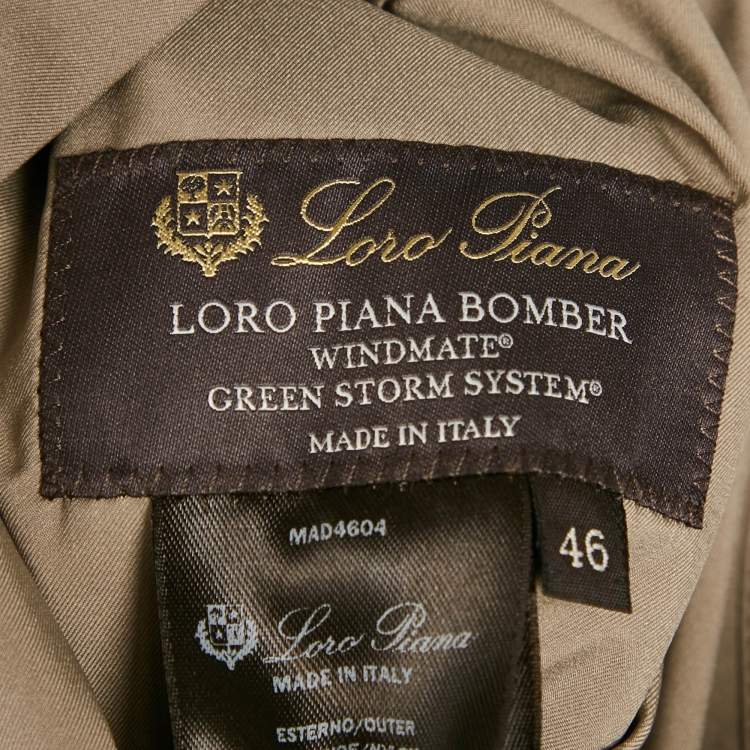 Loro Piana
LORO PIANA BOMBER
WINDMATE®
GREEN STORM SYSTEM®
MADE IN ITALY
MAD4604
46
Loro Piana
MADE IN ITALY
ESTERNO/OUTER